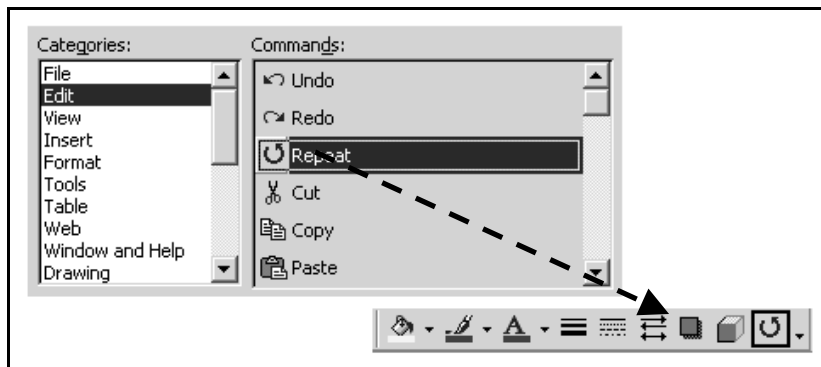 Categories:
File
Edit
View
Insert
Format
Tools
Table
Web
Window and Help
Drawing
Commands:
Undo
Redo
Repeat
Cut
Copy
Paste
A